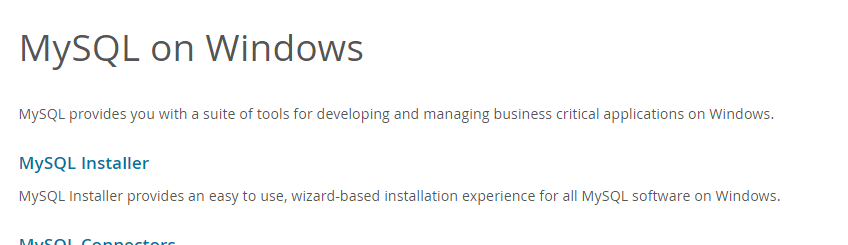 MySQL on Windows
MySQL provides you with a suite of tools for developing and managing business critical applications on Windows.
MySQL Installer
MySQL Installer provides an easy to use, wizard-based installation experience for all MySQL software on Windows.
MySQL Connectors